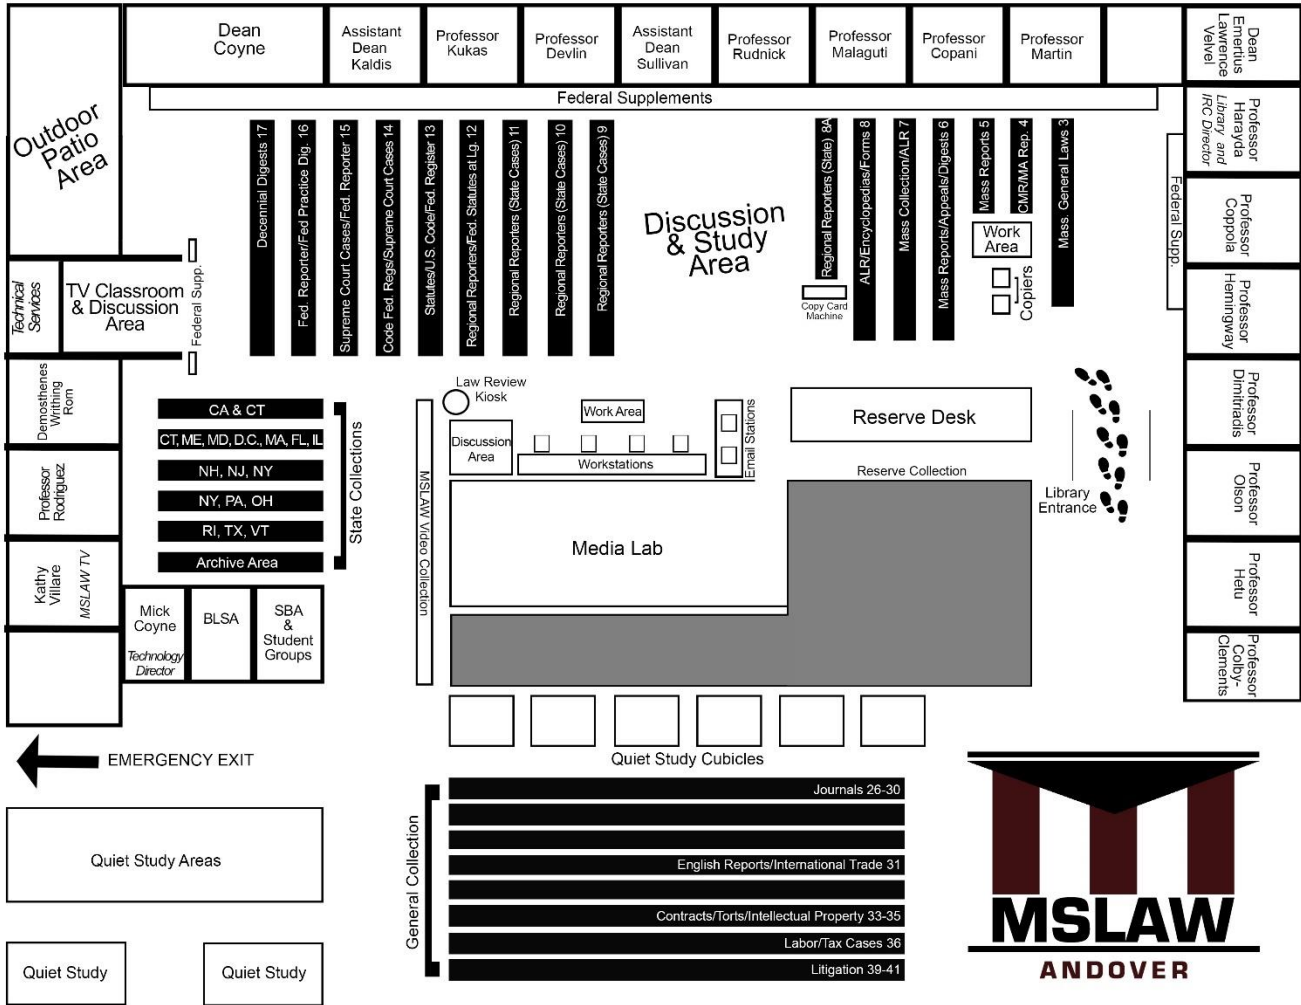 Dean
Coyne
Assistant
Dean
Kaldis
Professor
Kukas
Professor
Devlin
Assistant
Dean
Sullivan
Professor
Rudnick
Professor
Malaguti
Professor
Copani
Professor
Martin
Dean
Emertius
Lawrence
Velvel
Federal Supplements
Outdoor
Patio
Area
Professor
Harayda
Library and
IRC Director
Decennial Digests 17
Fed. Reporter/Fed Practice Dig. 16
Supreme Court Cases/Fed. Reporter 15
Code Fed. Regs/Supreme Court Cases 14
Statutes/U.S. Code/Fed. Register 13
Regional Reporters/Fed. Statutes at Lg. 12
Regional Reporters (State Cases) 11
Regional Reporters (State Cases) 10
Regional Reporters (State Cases) 9
Discussion
& Study
Area
Regional Reporters (State) 8A
ALR/Encyclopedias/Forms 8
Mass Collection/ALR 7
Mass Reports/Appeals/Digests 6
Mass Reports 5
CMR/MA Rep. 4
Mass. General Laws 3
Federal Supp.
Professor
Coppola
Work
Area
Copiers
Copy Card
Machine
Technical
Services
TV Classroom
& Discussion
Area
Federal Supp.
Professor
Hemingway
Demosthenes
Writhing
Rom
CA & CT
CT, ME, MD, D.C., MA, FL, IL
NH, NJ, NY
NY, PA, OH
RI, TX, VT
Archive Area
State Collections
MSLAW Video Collection
Law Review
Kiosk
Discussion
Area
Work Area
Workstations
Email Stations
Reserve Desk
Reserve Collection
Library
Entrance
Professor
Dimitriadis
Professor
Rodriguez
Media Lab
Professor
Olson
Kathy
Villare
MSLAW TV
Mick
Coyne
Technology
Director
BLSA
SBA
&
Student
Groups
Professor
Hetu
Professor
Colby-
Clements
EMERGENCY EXIT
Quiet Study Cubicles
Quiet Study Areas
Quiet Study
Quiet Study
General Collection
Journals 26-30
English Reports/International Trade 31
Contracts/Torts/Intellectual Property 33-35
Labor/Tax Cases 36
Litigation 39-41
MSLAW
ANDOVER